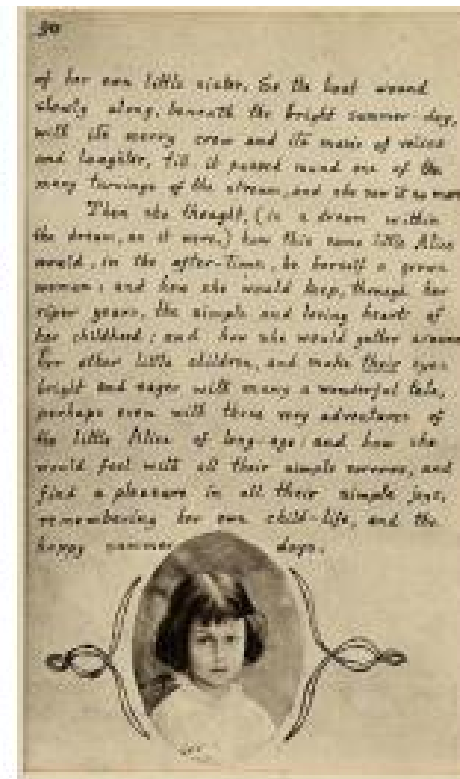 90
of her own little sister. So the boat wound
slowly along, beneath the bright summer-day,
with its merry crew and its music of voices
and laughter, till it passed round one of the
many turnings of the stream, and she saw it no more.
Then she thought, (in a dream within
the dream, as it were,) how this same little Alice
would, in the after-time, be herself a grown
woman: and how she would keep, through her
riper years, the simple and loving heart of
her childhood: and how she would gather around
her other little children, and make their eyes
bright and eager with many a wonderful tale,
perhaps even with these very adventures of
the little Alice of long-ago: and how she
would feel with all their simple sorrows, and
find a pleasure in all their simple joys,
remembering her own child-life, and the
happy summer days.